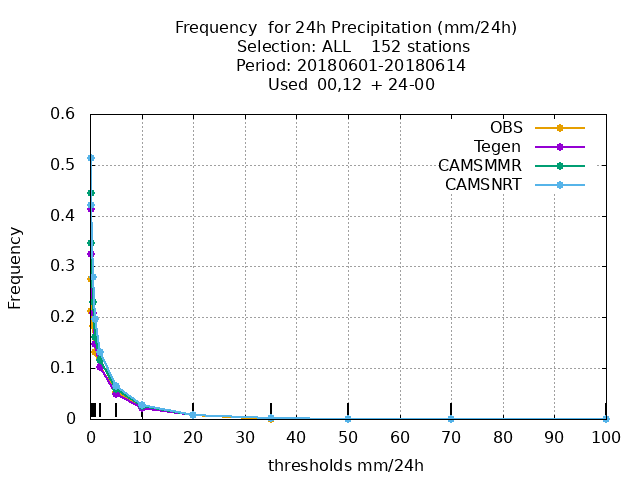 Frequency  for 24h Precipitation (mm/24h)
Selection: ALL    152 stations
Period: 20180601-20180614
Used  00,12  + 24-00
0.6
0.5
0.4
0.3
0.2
0.1
0
Frequency
OBS
Tegen
CAMSMMR
CAMSNRT
0 10 20 30 40 50 60 70 80 90 100
thresholds mm/24h